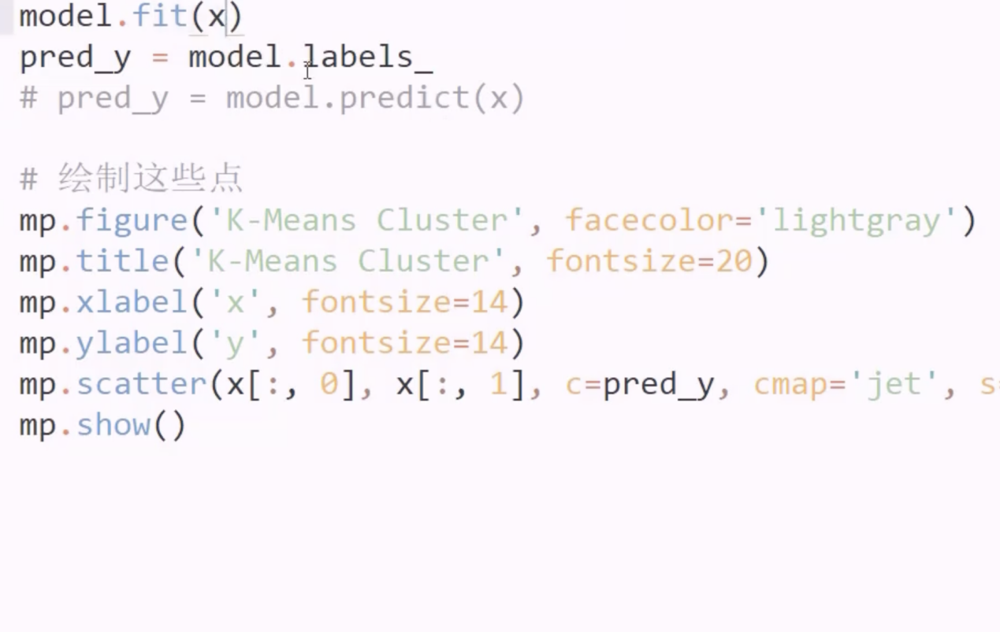 model.fit(x)
pred_y = model.labels_
# pred_y = model.predict(x)
# 绘制这些点
mp.figure('K-Means Cluster', facecolor='lightgray')
mp.title('K-Means Cluster', fontsize=20)
mp.xlabel('x', fontsize=14)
mp.ylabel('y', fontsize=14)
mp.scatter(x[:, 0], x[:, 1], c=pred_y, cmap='jet', s=
mp.show()